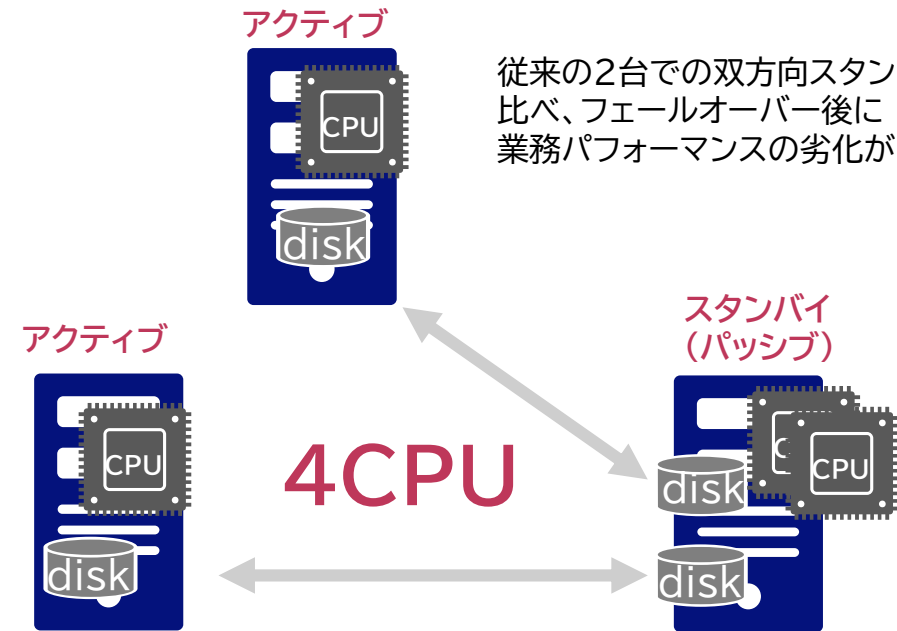 アクティブ
従来の2台での双方向スタン
比べ、フェールオーバー後に
業務パフォーマンスの劣化が
CPU
disk
スタンバイ
（パッシブ）
アクティブ
CPU
disk
4CPU
CPU
disk
disk